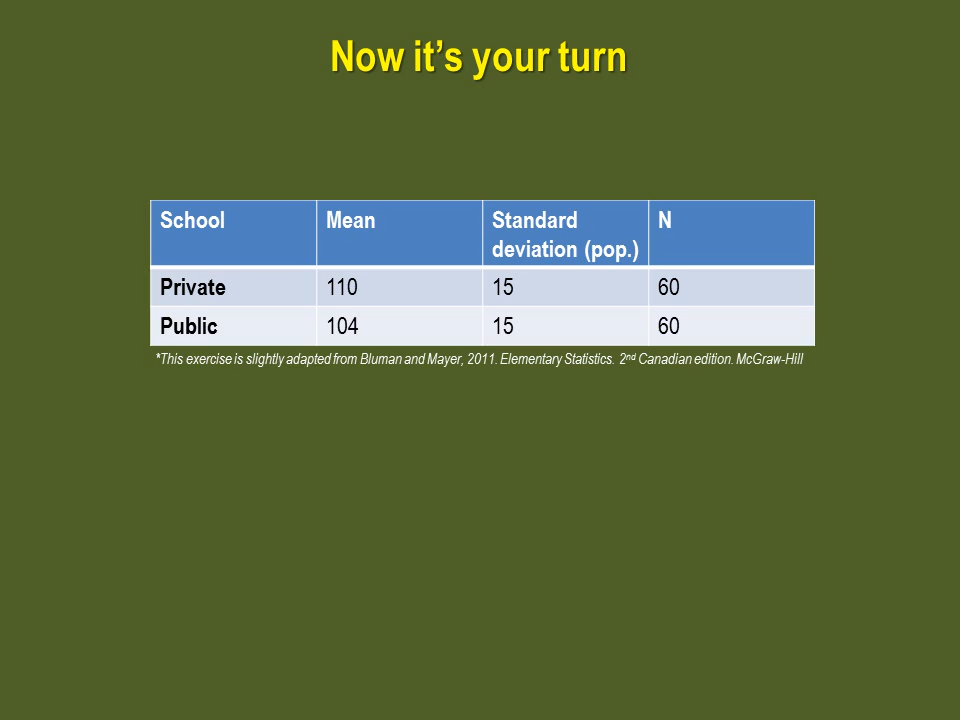 Now it’s your turn
School Mean Standard deviation (pop.) N
Private 110 15 60
Public 104 15 60
*This exercise is slightly adapted from Bluman and Mayer, 2011. Elementary Statistics. 2nd Canadian edition. McGraw-Hill